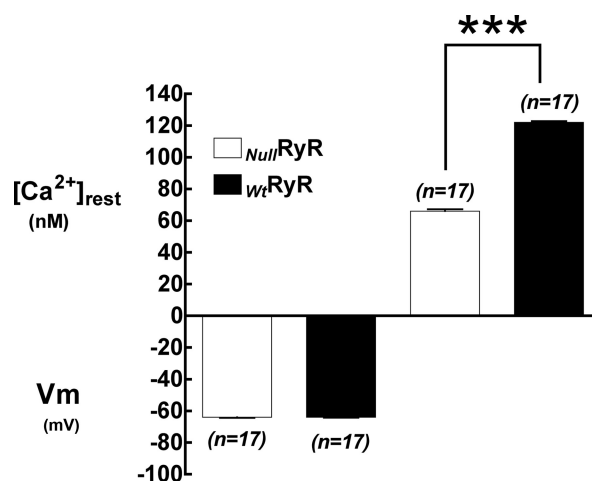 ***
(n=17)
140
120
100
80
60
40
20
0
-20
-40
-60
-80
-100
NullRyR
WtRyR
(n=17)
[Ca2+]rest
(nM)
Vm
(mV)
(n=17)
(n=17)